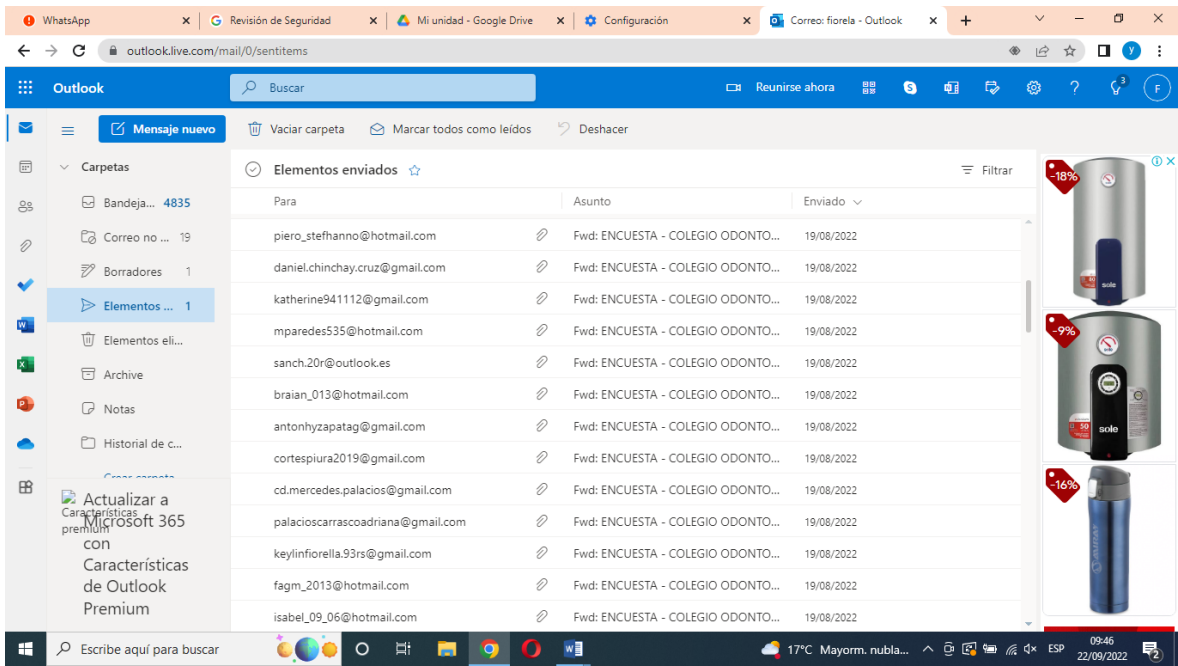 WhatsApp
Revisión de Seguridad
Mi unidad - Google Drive
Configuración
Correo: fiorela - Outlook
outlook.live.com/mail/0/sentitems
Y
Outlook
Buscar
Reunirse ahora
3
F
Mensaje nuevo
Vaciar carpeta
Marcar todos como leídos
Deshacer
Carpetas
Elementos enviados
Filtrar
Bandeja... 4835
Para Asunto Enviado
Correo no ... 19
piero_stefhanno@hotmail.com Fwd: ENCUESTA - COLEGIO ODONTO... 19/08/2022
Borradores 1
daniel.chinchay.cruz@gmail.com Fwd: ENCUESTA - COLEGIO ODONTO... 19/08/2022
Elementos ... 1
katherine941112@gmail.com Fwd: ENCUESTA - COLEGIO ODONTO... 19/08/2022
Elementos eli...
mparedes535@hotmail.com Fwd: ENCUESTA - COLEGIO ODONTO... 19/08/2022
Archive
sanch.20r@outlook.es Fwd: ENCUESTA - COLEGIO ODONTO... 19/08/2022
Notas
braian_013@hotmail.com Fwd: ENCUESTA - COLEGIO ODONTO... 19/08/2022
Historial de c...
antonhyzapatag@gmail.com Fwd: ENCUESTA - COLEGIO ODONTO... 19/08/2022
Crear carpeta
cortespiura2019@gmail.com Fwd: ENCUESTA - COLEGIO ODONTO... 19/08/2022
cd.mercedes.palacios@gmail.com Fwd: ENCUESTA - COLEGIO ODONTO... 19/08/2022
palacioscarrascoadriana@gmail.com Fwd: ENCUESTA - COLEGIO ODONTO... 19/08/2022
keylinfiorella.93rs@gmail.com Fwd: ENCUESTA - COLEGIO ODONTO... 19/08/2022
fagm_2013@hotmail.com Fwd: ENCUESTA - COLEGIO ODONTO... 19/08/2022
isabel_09_06@hotmail.com Fwd: ENCUESTA - COLEGIO ODONTO... 19/08/2022
Características
premium
Actualizar a
Microsoft 365
con
Características
de Outlook
Premium
-18%
sole
-9%
50
sole
-16%
Escribe aquí para buscar
17°C Mayorm. nubla...
ESP
09:46
22/09/2022
2